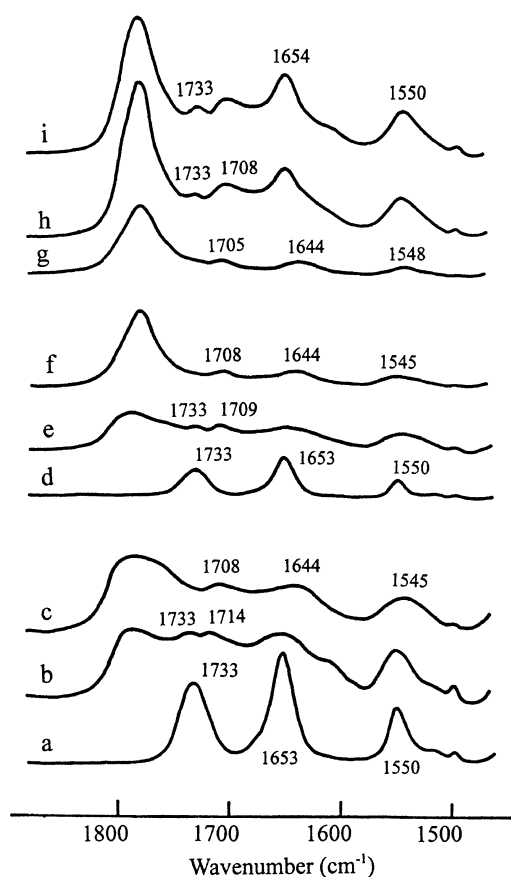 1654
1733
1550
i
1733 1708
h
1705 1644 1548
g
1708 1644 1545
f
1733 1709
e
1733 1653
1550
d
1708 1644 1545
c
1733 1714
b
1733
a
1653 1550
1800 1700 1600 1500
Wavenumber (cm-1)